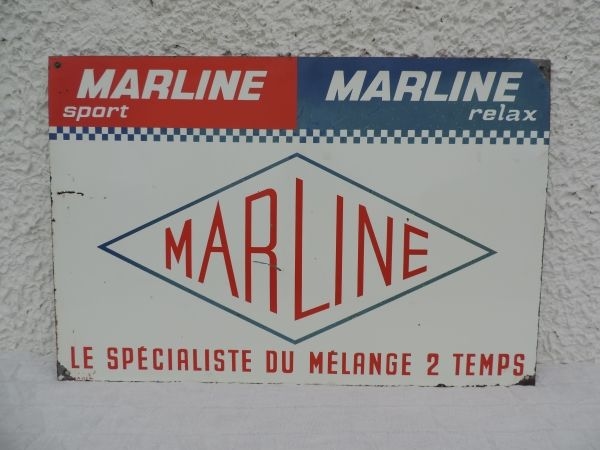 MARLINE
sport
MARLINE
relax
MARLINE
LE SPÉCIALISTE DU MÉLANGE 2 TEMPS